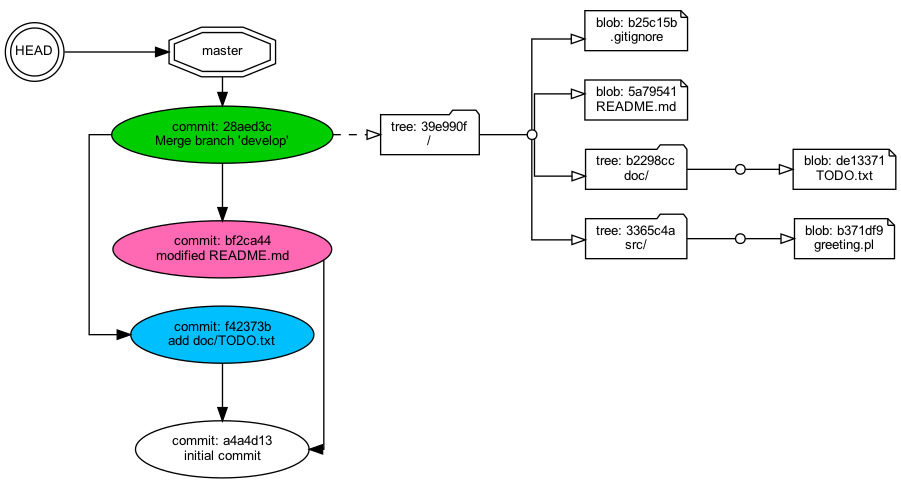 HEAD
master
commit: 28aed3c
Merge branch 'develop'
commit: bf2ca44
modified README.md
commit: f42373b
add doc/TODO.txt
commit: a4a4d13
initial commit
tree: 39e990f
/
blob: b25c15b
.gitignore
blob: 5a79541
README.md
tree: b2298cc
doc/
blob: de13371
TODO.txt
tree: 3365c4a
src/
blob: b371df9
greeting.pl